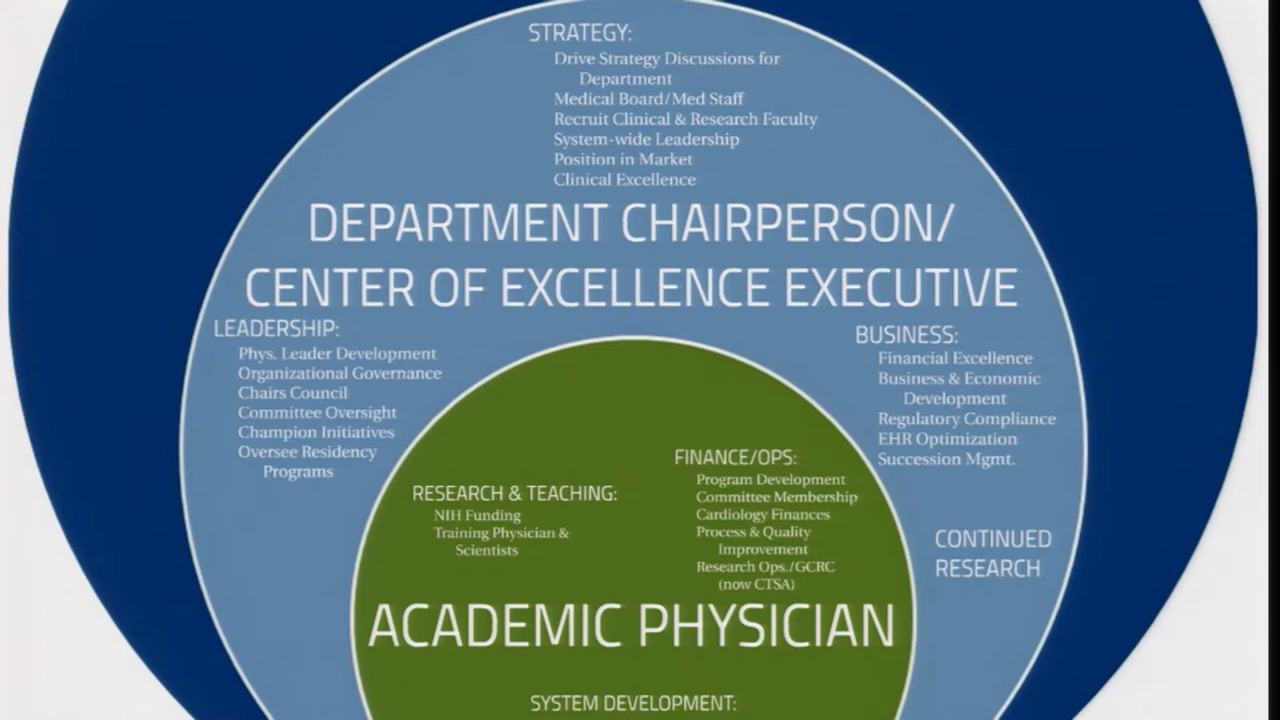 STRATEGY:
Drive Strategy Discussions for
Department
Medical Board/Med Staff
Recruit Clinical & Research Faculty
System-wide Leadership
Position in Market
Clinical Excellence
DEPARTMENT CHAIRPERSON/
CENTER OF EXCELLENCE EXECUTIVE
LEADERSHIP:
Phys. Leader Development
Organizational Governance
Chairs Council
Committee Oversight
Champion Initiatives
Oversee Residency
Programs
BUSINESS:
Financial Excellence
Business & Economic
Development
Regulatory Compliance
EHR Optimization
Succession Mgmt.
RESEARCH & TEACHING:
NIH Funding
Training Physician &
Scientists
FINANCE/OPS:
Program Development
Committee Membership
Cardiology Finances
Process & Quality
Improvement
Research Ops./GCRC
(now CTSA)
CONTINUED
RESEARCH
ACADEMIC PHYSICIAN
SYSTEM DEVELOPMENT: